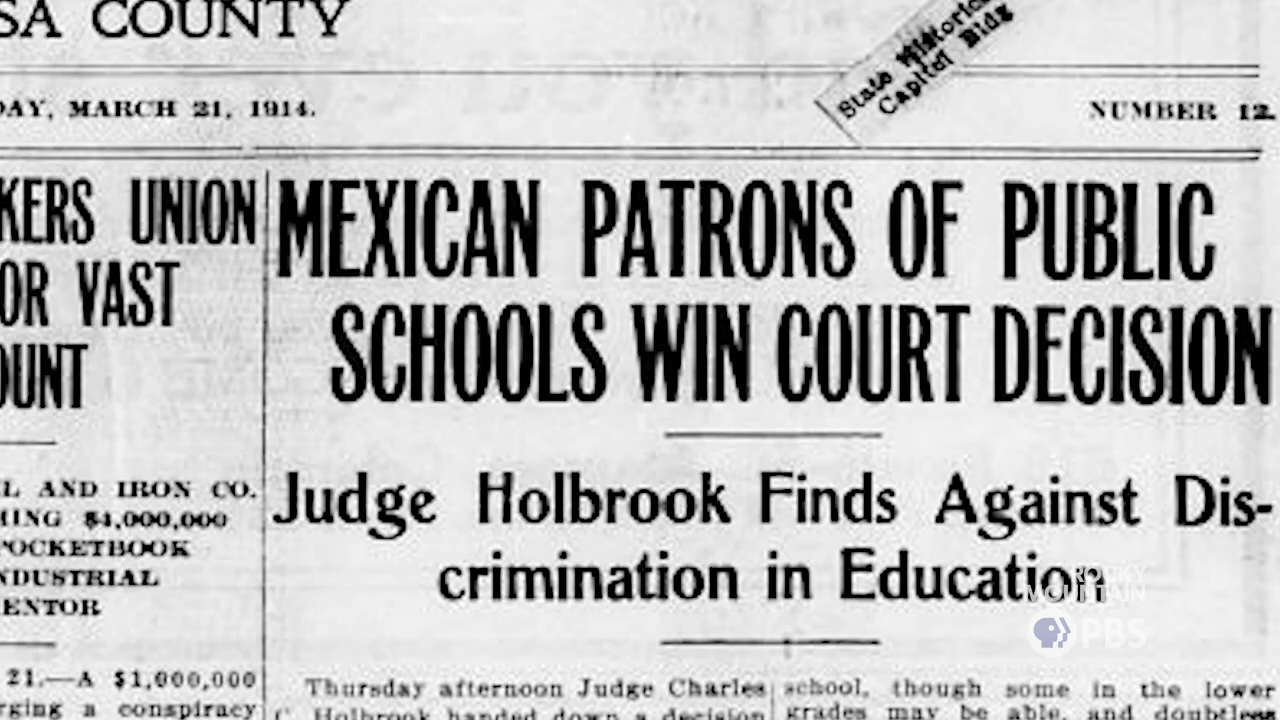 SA COUNTY
State Historical
Capitol Bldg
DAY, MARCH 21, 1914.
NUMBER 12.
KERS UNION
OR VAST
OUNT
L AND IRON CO.
MING $4,000,000
POCKETBOOK
NDUSTRIAL
ENTOR
21.—A $1,000,000
rging a conspiracy
MEXICAN PATRONS OF PUBLIC
SCHOOLS WIN COURT DECISION
Judge Holbrook Finds Against Dis-
crimination in Education
Thursday afternoon Judge Charles
C. Holbrook handed down a decision
school, though some in the lower
grades may be able, and doubtless
ROCKY
MOUNTAIN
PBS